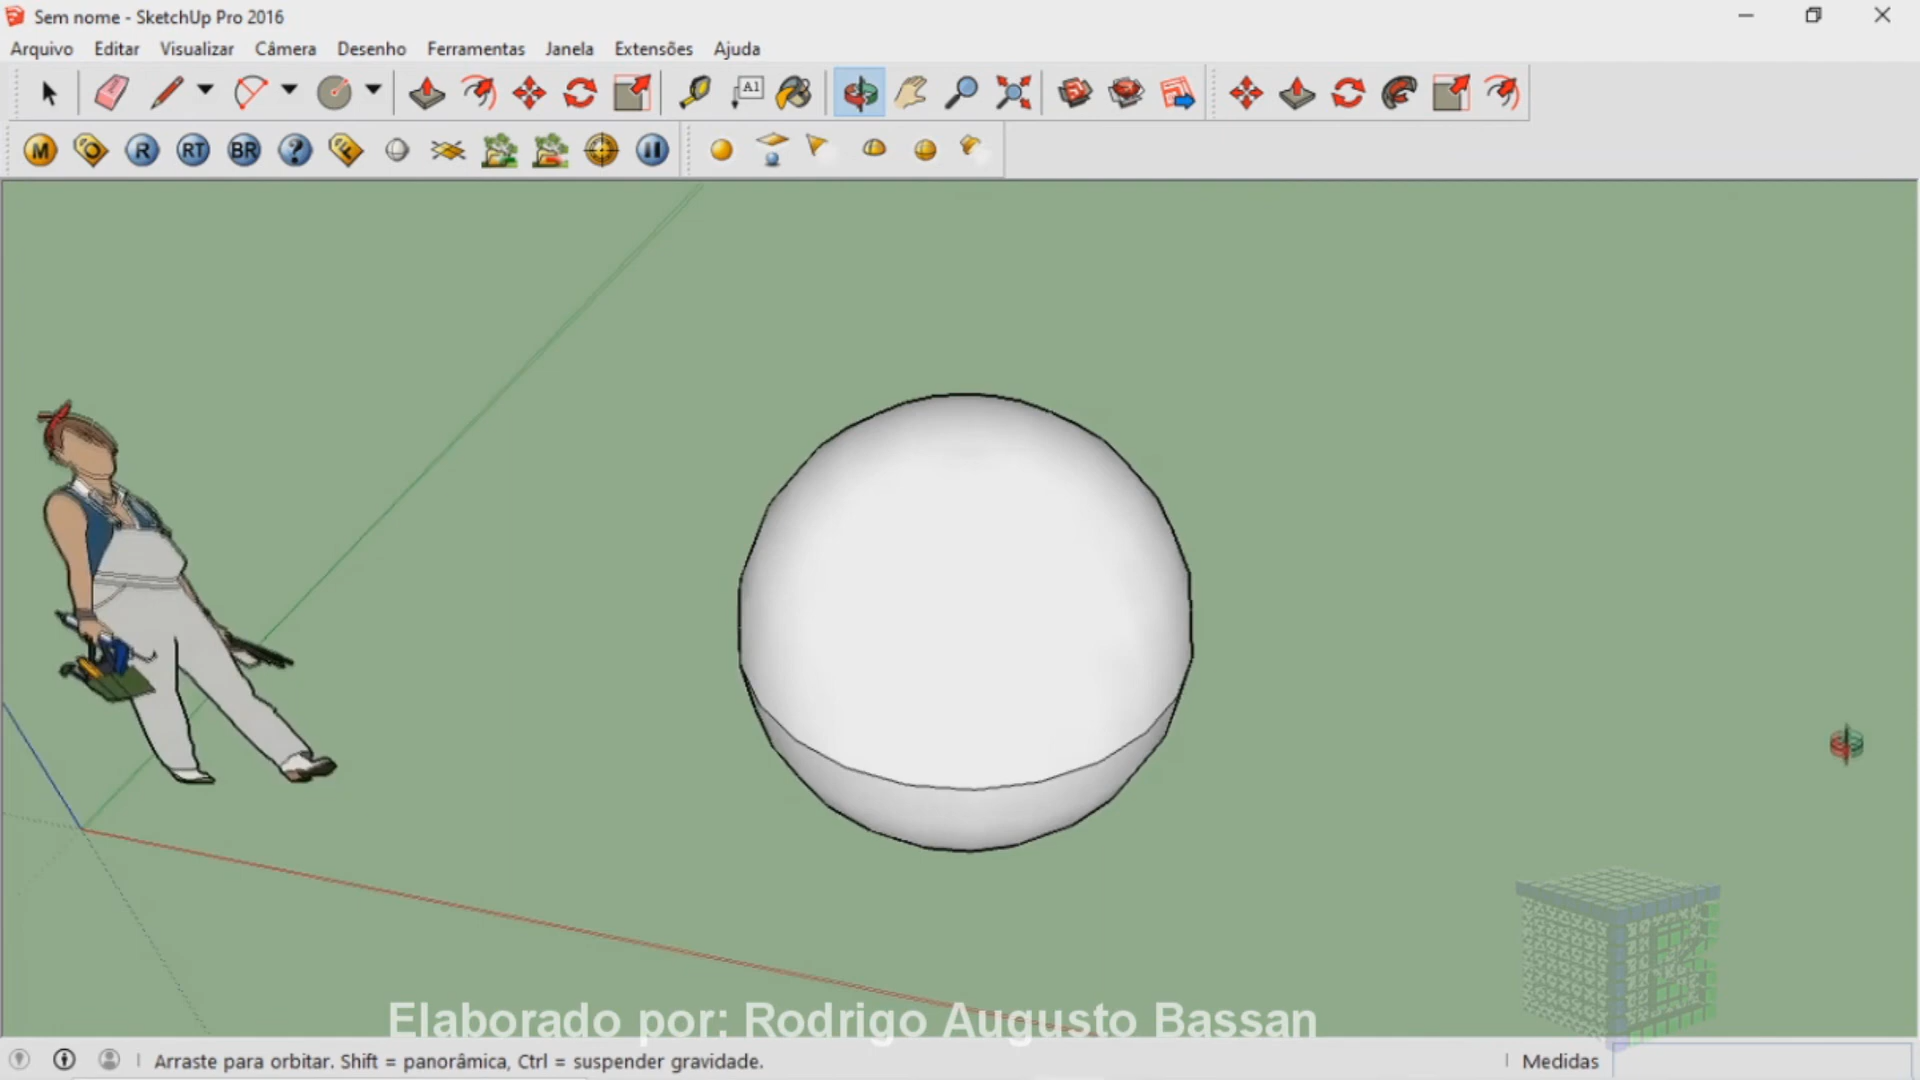 Sem nome - SketchUp Pro 2016
Arquivo Editar Visualizar Câmera Desenho Ferramentas Janela Extensões Ajuda
A1
M R RT BR ?
Elaborado por: Rodrigo Augusto Bassan
Arraste para orbitar. Shift = panorâmica, Ctrl = suspender gravidade.
Medidas